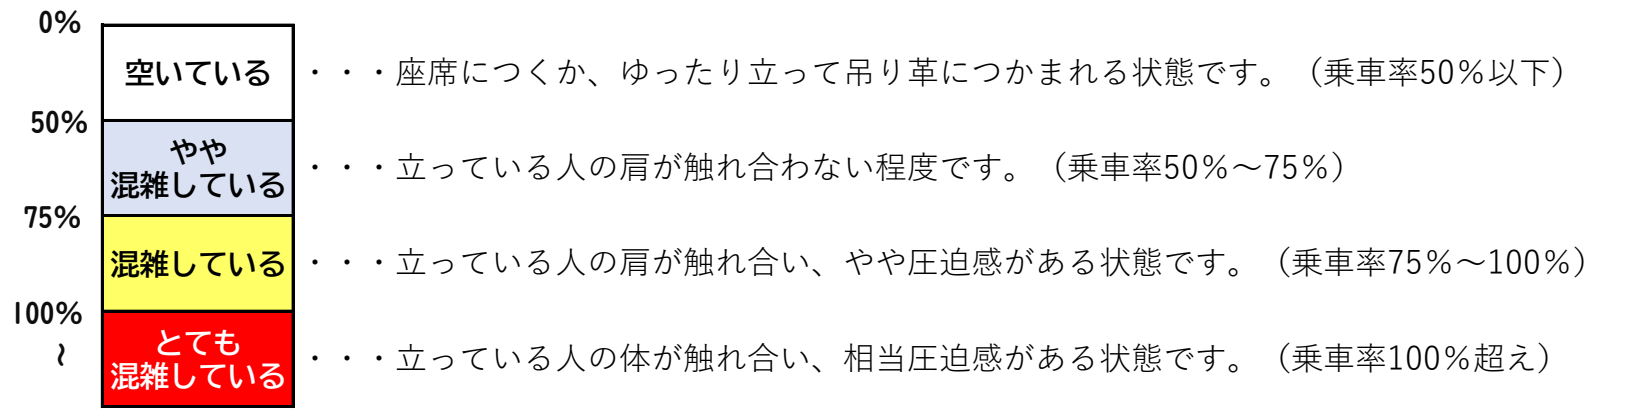 0%
空いている ・・・座席につくか、ゆったり立って吊り革につかまれる状態です。（乗車率50％以下）
50%
やや
混雑している ・・・立っている人の肩が触れ合わない程度です。（乗車率50％～75％）
75%
混雑している ・・・立っている人の肩が触れ合い、やや圧迫感がある状態です。（乗車率75％～100％）
100%
～
とても
混雑している ・・・立っている人の体が触れ合い、相当圧迫感がある状態です。（乗車率100％超え）